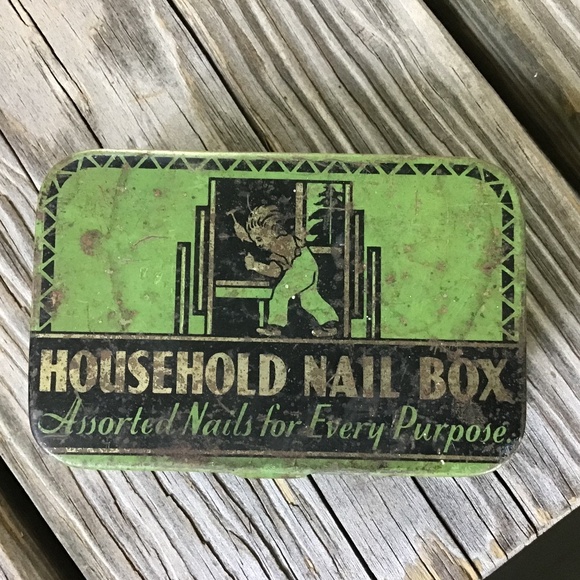 HOUSEHOLD NAIL BOX
Assorted Nails for Every Purpose